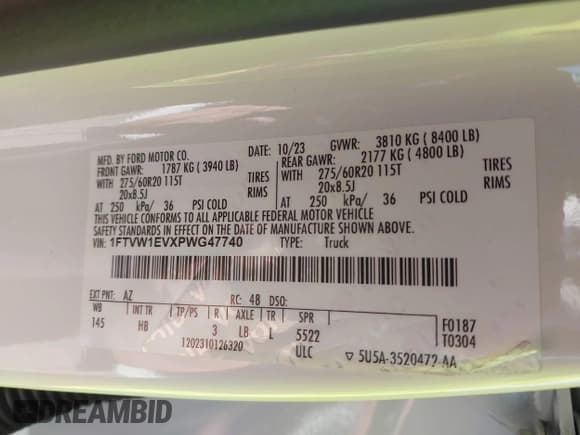 MFD. BY FORD MOTOR CO.
DATE: 10/23 GVWR: 3810 KG ( 8400 LB)
FRONT GAWR: 1787 KG ( 3940 LB) REAR GAWR: 2177 KG ( 4800 LB)
WITH 275/60R20 115T TIRES WITH 275/60R20 115T TIRES
20x8.5J RIMS 20x8.5J RIMS
AT 250 kPa/ 36 PSI COLD AT 250 kPa/ 36 PSI COLD
THIS VEHICLE CONFORMS TO ALL APPLICABLE FEDERAL MOTOR VEHICLE
SAFETY STANDARDS IN EFFECT ON THE DATE OF MANUFACTURE SHOWN ABOVE.
VIN: 1FTVW1EVXPWG47740 TYPE: Truck
EXT PNT: AZ RC: 48 DSO:
WB INT TR TP/PS R AXLE TR SPR
145 HB 3 LB L 5522 F0187
1202310126320 ULC T0304
5U5A-3520472-AA
DREAMBID